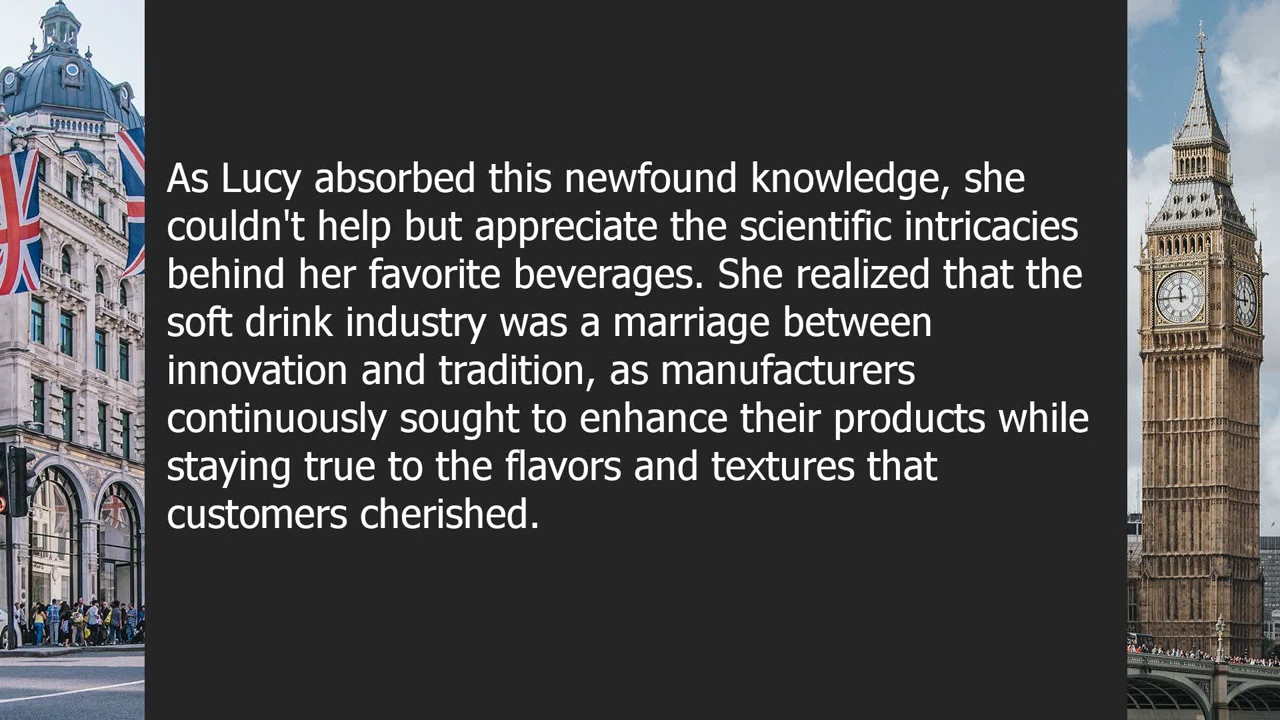 As Lucy absorbed this newfound knowledge, she
couldn't help but appreciate the scientific intricacies
behind her favorite beverages. She realized that the
soft drink industry was a marriage between
innovation and tradition, as manufacturers
continuously sought to enhance their products while
staying true to the flavors and textures that
customers cherished.